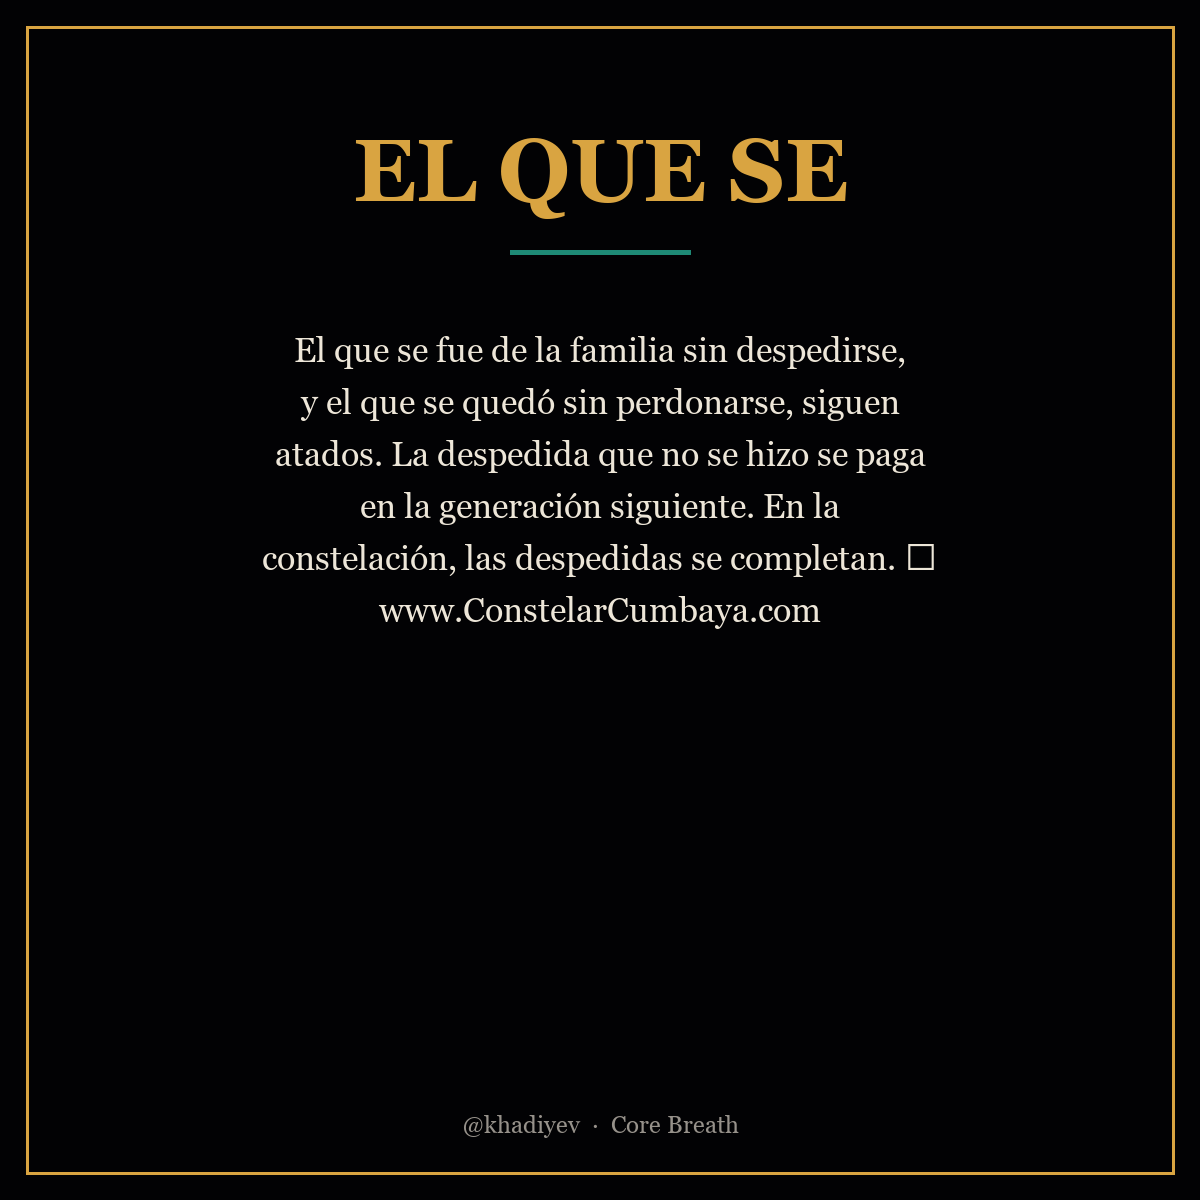 EL QUE SE
El que se fue de la familia sin despedirse,
y el que se quedó sin perdonarse, siguen
atados. La despedida que no se hizo se paga
en la generación siguiente. En la
constelación, las despedidas se completan. □
www.ConstelarCumbaya.com
@khadiyev · Core Breath